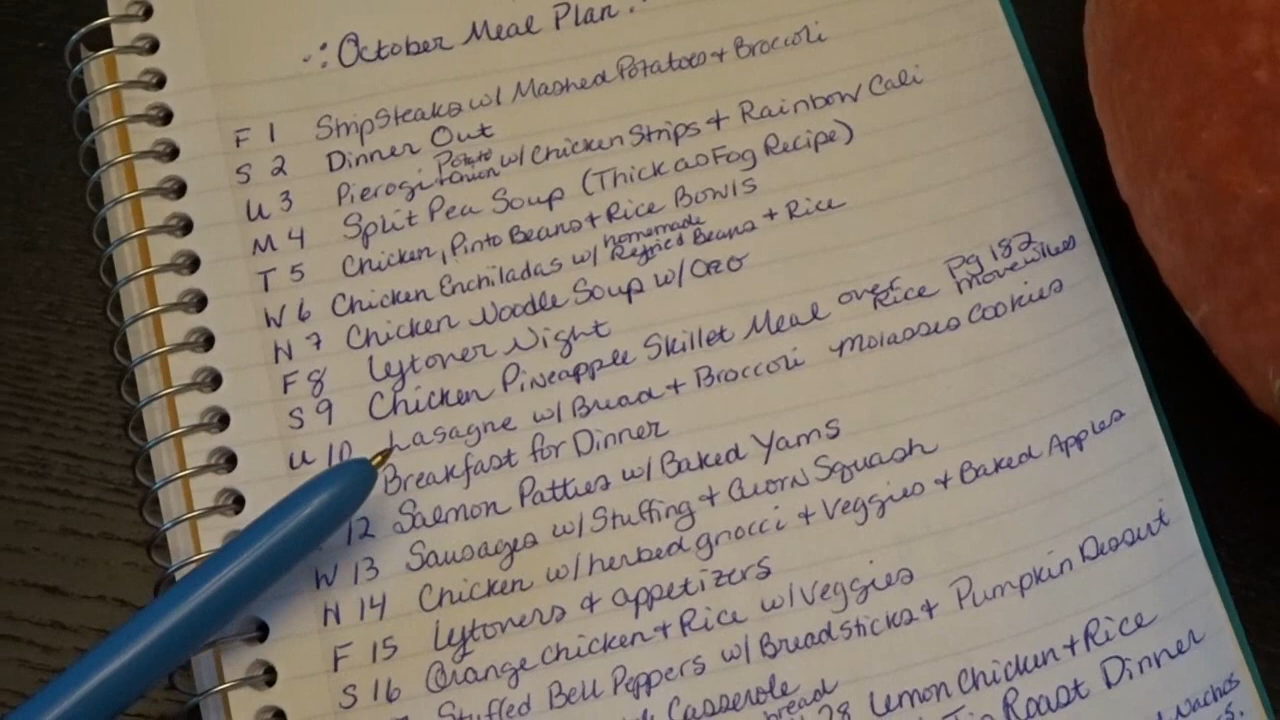 October Meal Plan
F 1 Strip Steaks w/ Mashed Potatoes + Broccoli
S 2 Dinner Out
U 3 Pierogi Potato + Onion w/ Chicken Strips + Rainbow Cali
M 4 Split Pea Soup (Thick as Fog Recipe)
T 5 Chicken, Pinto Beans + Rice Bowls
W 6 Chicken Enchiladas w/ homemade Refried Beans + Rice
N 7 Chicken Noodle Soup w/
F 8 Leftover Night
S 9 Chicken Pineapple Skillet Meal over Rice pg 182
U 10 Lasagne w/ Bread + Broccoli Molasses Cookies
Breakfast for Dinner
12 Salmon Patties w/ Baked Yams
W 13 Sausages w/ Stuffing + Acorn Squash
N 14 Chicken w/ herbed gnocci + Veggies + Baked Apples
F 15 Leftovers & appetizers
S 16 Orange Chicken + Rice w/ Veggies
Stuffed Bell Peppers w/ Breadsticks + Pumpkin Dessert
Casserole
bread
28 Lemon Chicken + Rice
Roast Dinner
Nachos